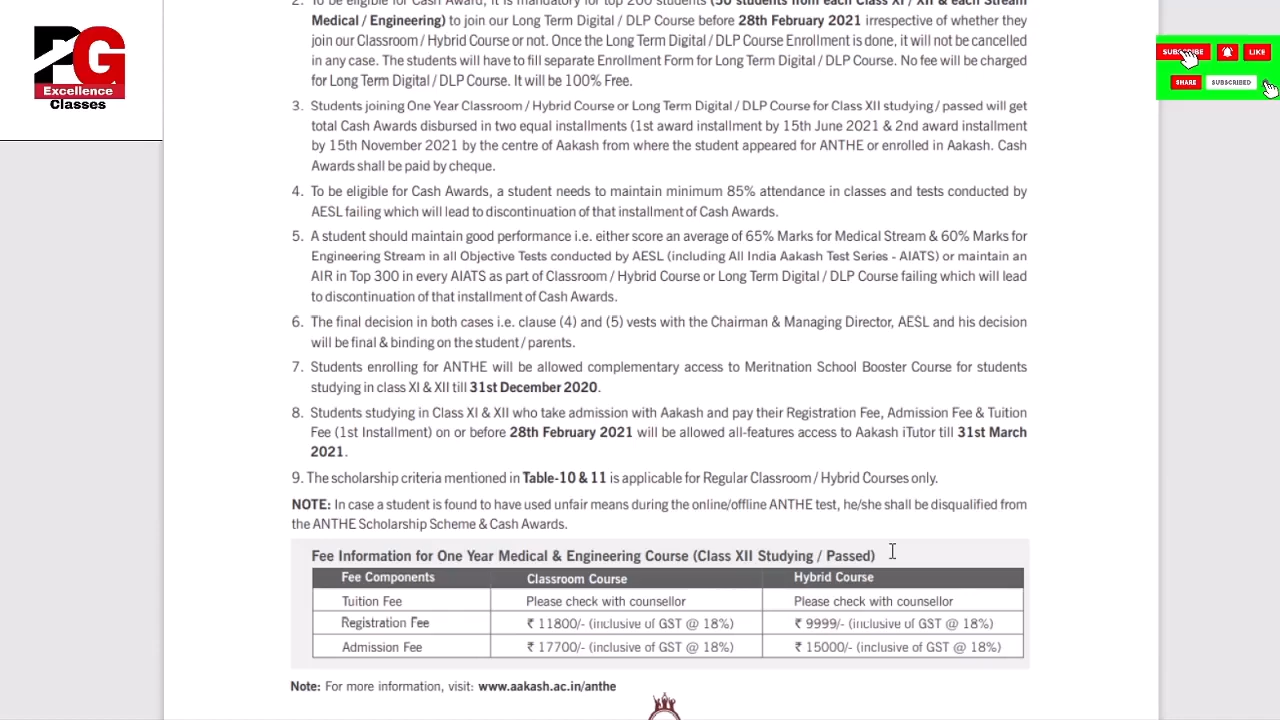 PG
Excellence
Classes
SUBSCRIBE
LIKE
SHARE
SUBSCRIBED
2. To be eligible for Cash Award, it is mandatory for top 200 students (50 students from each Class XI / XII & each Stream
Medical / Engineering) to join our Long Term Digital / DLP Course before 28th February 2021 irrespective of whether they
join our Classroom / Hybrid Course or not. Once the Long Term Digital / DLP Course Enrollment is done, it will not be cancelled
in any case. The students will have to fill separate Enrollment Form for Long Term Digital / DLP Course. No fee will be charged
for Long Term Digital / DLP Course. It will be 100% Free.
3. Students joining One Year Classroom / Hybrid Course or Long Term Digital / DLP Course for Class XII studying / passed will get
total Cash Awards disbursed in two equal installments (1st award installment by 15th June 2021 & 2nd award installment
by 15th November 2021 by the centre of Aakash from where the student appeared for ANTHE or enrolled in Aakash. Cash
Awards shall be paid by cheque.
4. To be eligible for Cash Awards, a student needs to maintain minimum 85% attendance in classes and tests conducted by
AESL failing which will lead to discontinuation of that installment of Cash Awards.
5. A student should maintain good performance i.e. either score an average of 65% Marks for Medical Stream & 60% Marks for
Engineering Stream in all Objective Tests conducted by AESL (including All India Aakash Test Series - AIATS) or maintain an
AIR in Top 300 in every AIATS as part of Classroom / Hybrid Course or Long Term Digital / DLP Course failing which will lead
to discontinuation of that installment of Cash Awards.
6. The final decision in both cases i.e. clause (4) and (5) vests with the Chairman & Managing Director, AESL and his decision
will be final & binding on the student / parents.
7. Students enrolling for ANTHE will be allowed complementary access to Meritnation School Booster Course for students
studying in class XI & XII till 31st December 2020.
8. Students studying in Class XI & XII who take admission with Aakash and pay their Registration Fee, Admission Fee & Tuition
Fee (1st Installment) on or before 28th February 2021 will be allowed all-features access to Aakash iTutor till 31st March
2021.
9. The scholarship criteria mentioned in Table-10 & 11 is applicable for Regular Classroom / Hybrid Courses only.
NOTE: In case a student is found to have used unfair means during the online/offline ANTHE test, he/she shall be disqualified from
the ANTHE Scholarship Scheme & Cash Awards.
Fee Information for One Year Medical & Engineering Course (Class XII Studying / Passed)
Fee Components Classroom Course Hybrid Course
Tuition Fee Please check with counsellor Please check with counsellor
Registration Fee ₹ 11800/- (inclusive of GST @ 18%) ₹ 9999/- (inclusive of GST @ 18%)
Admission Fee ₹ 17700/- (inclusive of GST @ 18%) ₹ 15000/- (inclusive of GST @ 18%)
Note: For more information, visit: www.aakash.ac.in/anthe